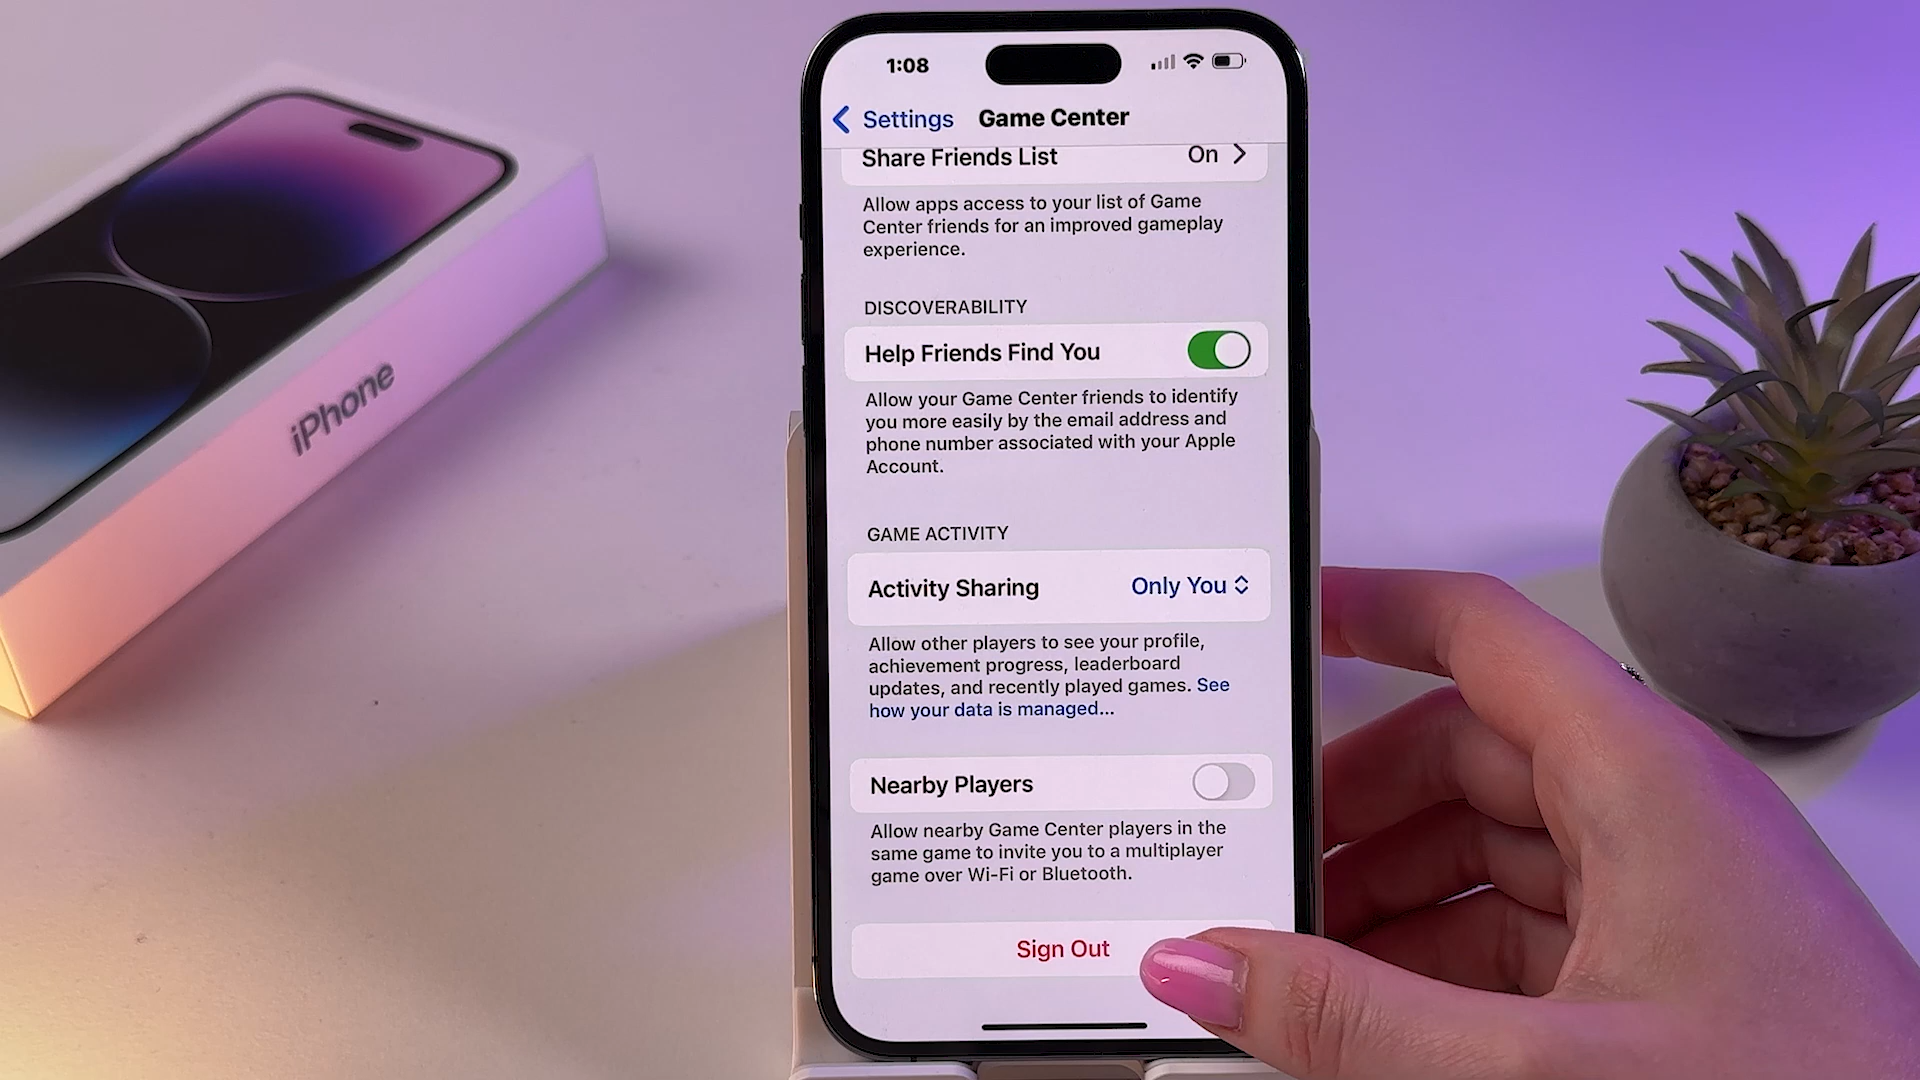 iPhone
1:08
Settings
Game Center
Share Friends List
On
Allow apps access to your list of Game
Center friends for an improved gameplay
experience.
DISCOVERABILITY
Help Friends Find You
Allow your Game Center friends to identify
you more easily by the email address and
phone number associated with your Apple
Account.
GAME ACTIVITY
Activity Sharing
Only You
Allow other players to see your profile,
achievement progress, leaderboard
updates, and recently played games. See
how your data is managed...
Nearby Players
Allow nearby Game Center players in the
same game to invite you to a multiplayer
game over Wi-Fi or Bluetooth.
Sign Out